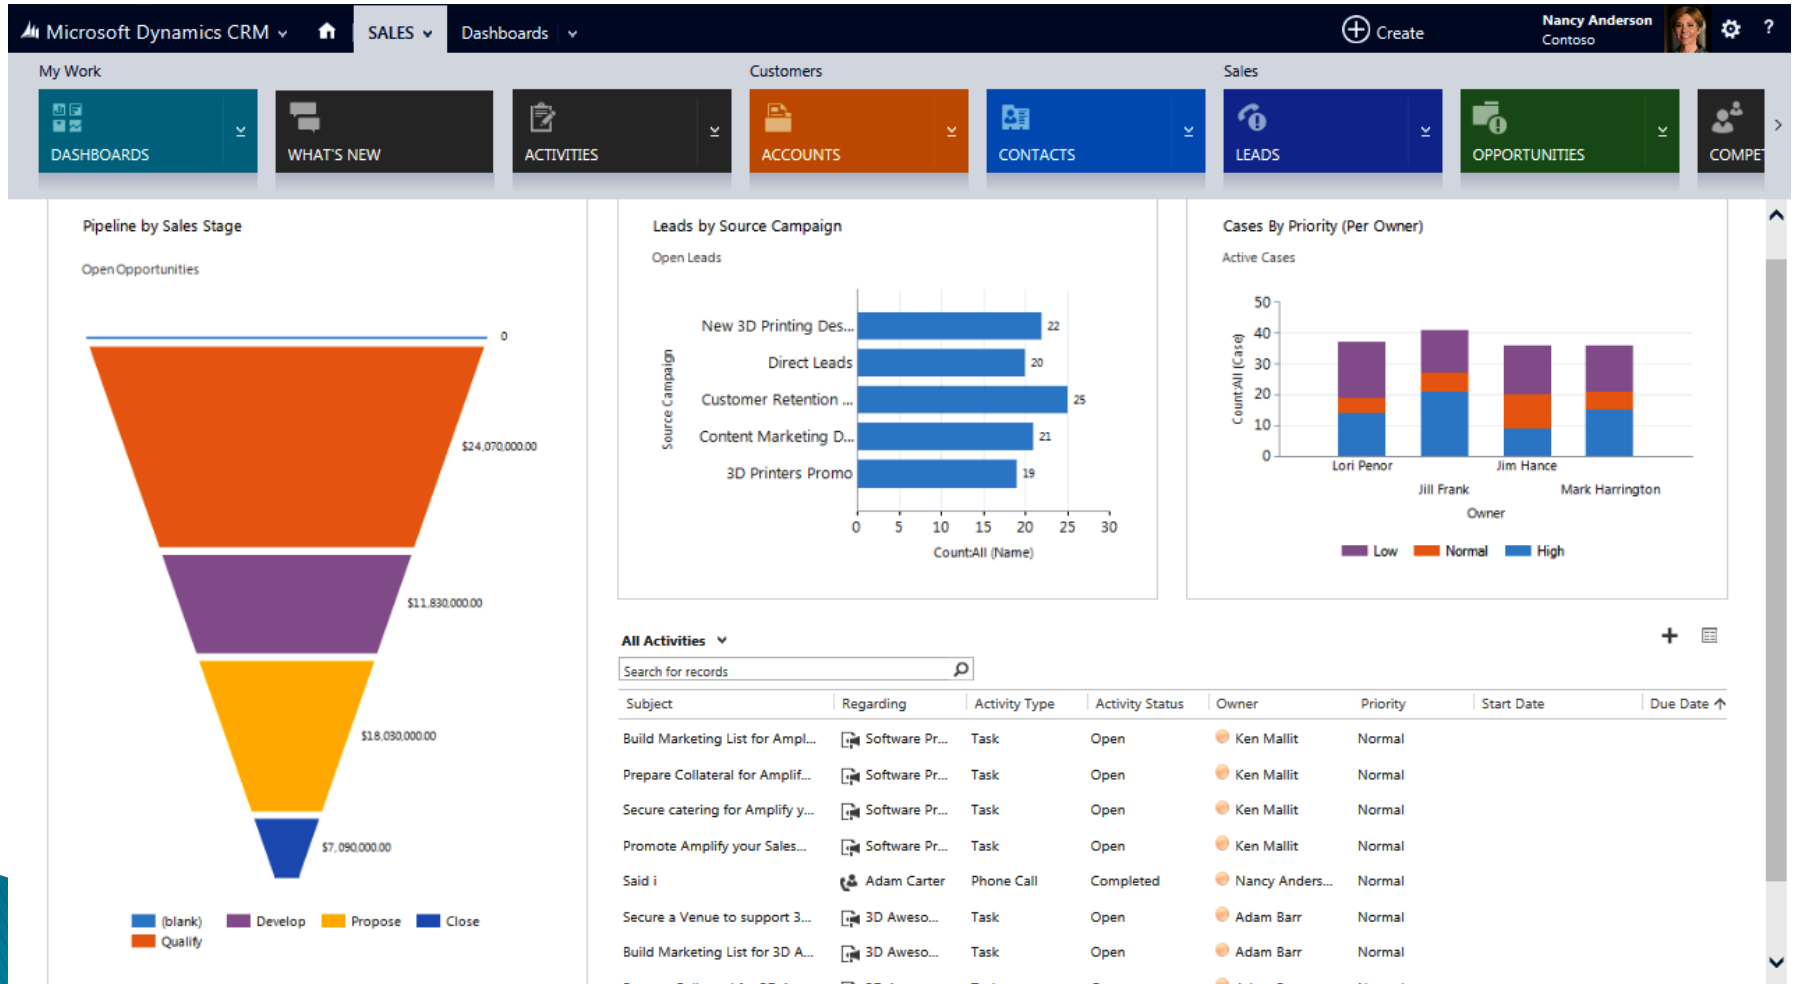 Microsoft Dynamics CRM SALES Dashboards Create Nancy Anderson ?
Contoso
My Work Customers Sales
DASHBOARDS WHAT'S NEW ACTIVITIES ACCOUNTS CONTACTS LEADS OPPORTUNITIES COMPET
Pipeline by Sales Stage
Open Opportunities
0
$24,070,000.00
$11,830,000.00
$18,030,000.00
$7,090,000.00
(blank) Develop Propose Close
Qualify
Leads by Source Campaign
Open Leads
Source Campaign
New 3D Printing Des... 22
Direct Leads 20
Customer Retention ... 25
Content Marketing D... 21
3D Printers Promo 19
0 5 10 15 20 25 30
Count:All (Name)
Cases By Priority (Per Owner)
Active Cases
Count:All (Case)
50
40
30
20
10
0
Lori Penor Jim Hance
Jill Frank Mark Harrington
Owner
Low Normal High
All Activities
Search for records
Subject Regarding Activity Type Activity Status Owner Priority Start Date Due Date
Build Marketing List for Ampl... Software Pr... Task Open Ken Mallit Normal
Prepare Collateral for Amplif... Software Pr... Task Open Ken Mallit Normal
Secure catering for Amplify y... Software Pr... Task Open Ken Mallit Normal
Promote Amplify your Sales... Software Pr... Task Open Ken Mallit Normal
Said i Adam Carter Phone Call Completed Nancy Anders... Normal
Secure a Venue to support 3... 3D Aweso... Task Open Adam Barr Normal
Build Marketing List for 3D A... 3D Aweso... Task Open Adam Barr Normal